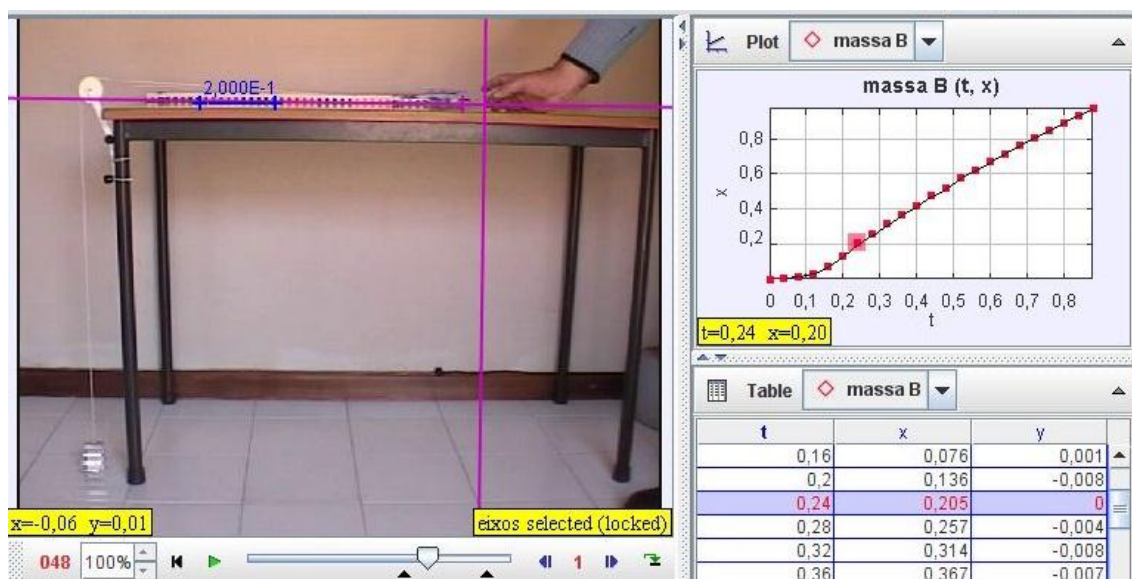 2,000E-1
x=-0,06 y=0,01
eixos selected (locked)
048 100% 1
Plot massa B
massa B (t, x)
x
0,8
0,6
0,4
0,2
0 0,1 0,2 0,3 0,4 0,5 0,6 0,7 0,8
t
t=0,24 x=0,20
Table massa B
t x y
0,16 0,076 0,001
0,2 0,136 -0,008
0,24 0,205 0
0,28 0,257 -0,004
0,32 0,314 -0,008
0,36 0,367 -0,007